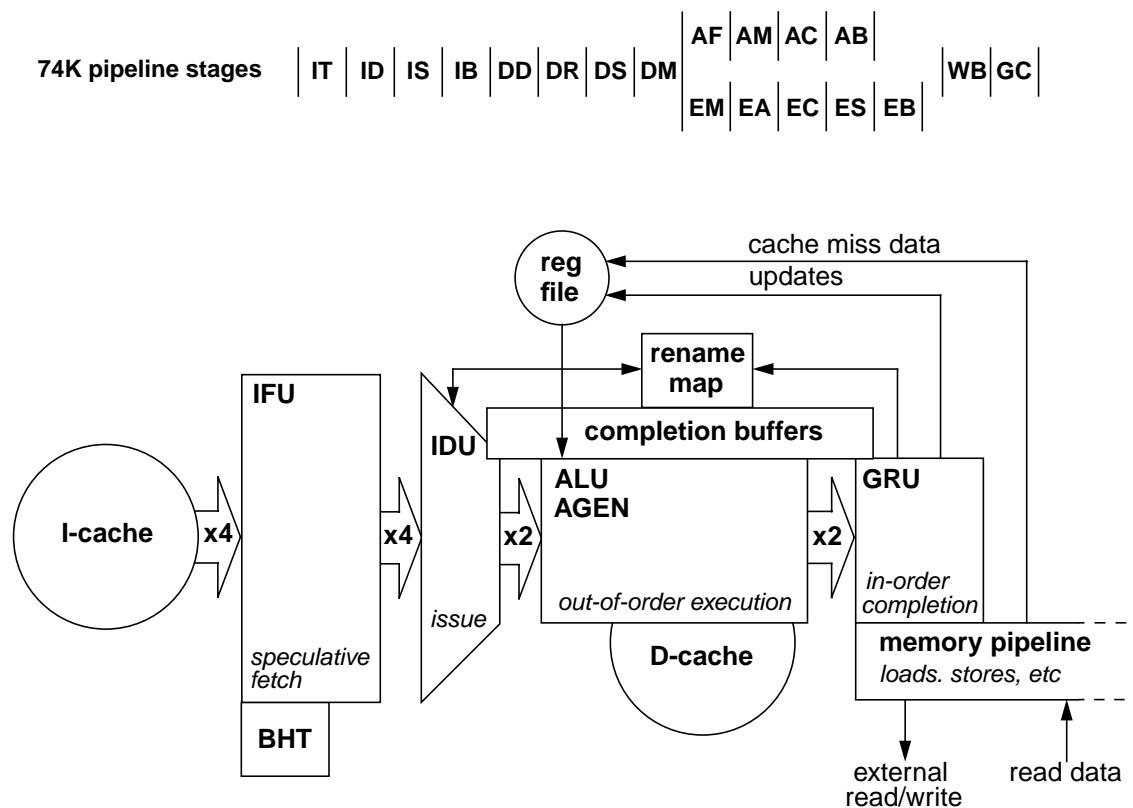 AF AM AC AB
74K pipeline stages IT ID IS IB DD DR DS DM WB GC
EM EA EC ES EB
cache miss data
reg
file
updates
rename
map
IFU
IDU
completion buffers
ALU
AGEN
GRU
I-cache
x4
x4
x2
x2
issue
out-of-order execution
in-order
completion
speculative
fetch
D-cache
memory pipeline
loads. stores, etc
BHT
external
read/write
read data